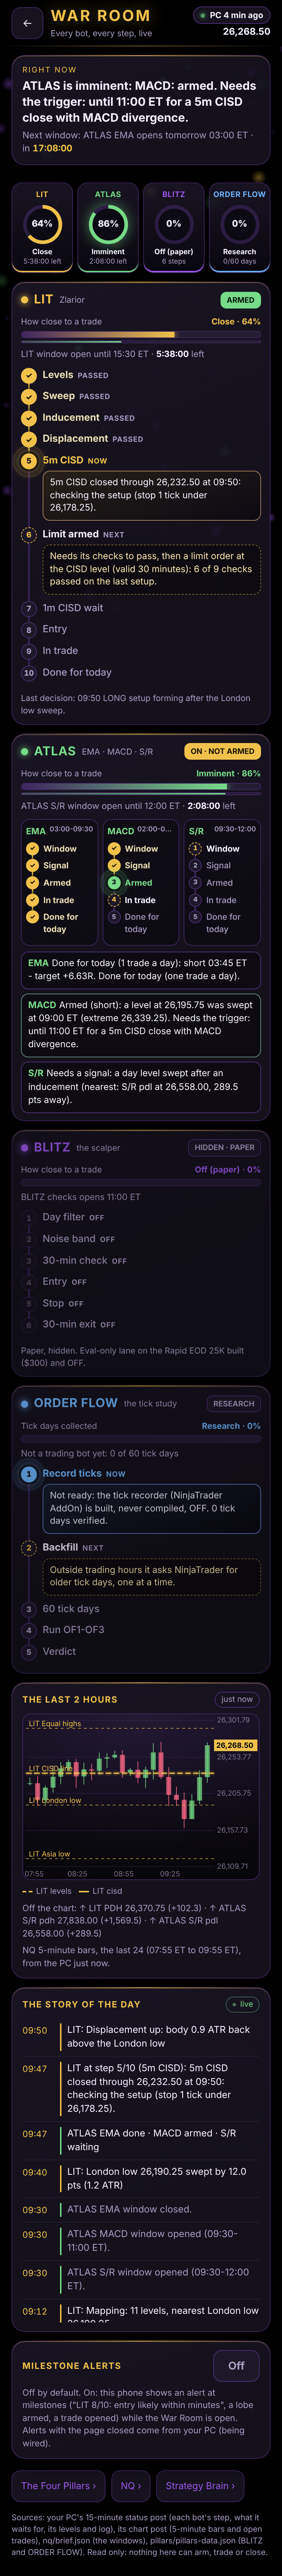 ←
WAR ROOM
Every bot, every step, live
PC 4 min ago
26,268.50
RIGHT NOW
ATLAS is imminent: MACD: armed. Needs
the trigger: until 11:00 ET for a 5m CISD
close with MACD divergence.
Next window: ATLAS EMA opens tomorrow 03:00 ET ·
in 17:08:00
LIT
64%
Close
5:38:00 left
ATLAS
86%
Imminent
2:08:00 left
BLITZ
0%
Off (paper)
6 steps
ORDER FLOW
0%
Research
0/60 days
LIT Zlarior
ARMED
How close to a trade
Close · 64%
LIT window open until 15:30 ET · 5:38:00 left
Levels PASSED
Sweep PASSED
Inducement PASSED
Displacement PASSED
5 5m CISD NOW
5m CISD closed through 26,232.50 at 09:50:
checking the setup (stop 1 tick under
26,178.25).
6 Limit armed NEXT
Needs its checks to pass, then a limit order at
the CISD level (valid 30 minutes): 6 of 9 checks
passed on the last setup.
7 1m CISD wait
8 Entry
9 In trade
10 Done for today
Last decision: 09:50 LONG setup forming after the London
low sweep.
ATLAS EMA · MACD · S/R
ON · NOT ARMED
How close to a trade
Imminent · 86%
ATLAS S/R window open until 12:00 ET · 2:08:00 left
EMA 03:00-09:30
Window
Signal
Armed
In trade
Done for
today
MACD 02:00-0...
Window
Signal
3 Armed
4 In trade
5 Done for
today
S/R 09:30-12:00
1 Window
2 Signal
3 Armed
4 In trade
5 Done for
today
EMA Done for today (1 trade a day): short 03:45 ET
- target +6.63R. Done for today (one trade a day).
MACD Armed (short): a level at 26,195.75 was swept
at 09:00 ET (extreme 26,339.25). Needs the trigger:
until 11:00 ET for a 5m CISD close with MACD
divergence.
S/R Needs a signal: a day level swept after an
inducement (nearest: S/R pdl at 26,558.00, 289.5
pts away).
BLITZ the scalper
HIDDEN · PAPER
How close to a trade
Off (paper) · 0%
BLITZ checks opens 11:00 ET
1 Day filter OFF
2 Noise band OFF
3 30-min check OFF
4 Entry OFF
5 Stop OFF
6 30-min exit OFF
Paper, hidden. Eval-only lane on the Rapid EOD 25K built
($300) and OFF.
ORDER FLOW the tick study
RESEARCH
Tick days collected
Research · 0%
Not a trading bot yet: 0 of 60 tick days
1 Record ticks NOW
Not ready: the tick recorder (NinjaTrader
AddOn) is built, never compiled, OFF. 0 tick
days verified.
2 Backfill NEXT
Outside trading hours it asks NinjaTrader for
older tick days, one at a time.
3 60 tick days
4 Run OF1-OF3
5 Verdict
THE LAST 2 HOURS
just now
26,301.79
LIT Equal highs
26,268.50
26,253.77
LIT CISD
26,205.75
LIT London low
26,157.73
LIT Asia low
26,109.71
07:55 08:25 08:55 09:25
LIT levels
LIT cisd
Off the chart: ↑ LIT PDH 26,370.75 (+102.3) · ↑ ATLAS
S/R pdh 27,838.00 (+1,569.5) · ↑ ATLAS S/R pdl
26,558.00 (+289.5)
NQ 5-minute bars, the last 24 (07:55 ET to 09:55 ET),
from the PC just now.
THE STORY OF THE DAY
live
09:50 LIT: Displacement up: body 0.9 ATR back
above the London low
09:47 LIT at step 5/10 (5m CISD): 5m CISD
closed through 26,232.50 at 09:50:
checking the setup (stop 1 tick under
26,178.25).
09:47 ATLAS EMA done · MACD armed · S/R
waiting
09:40 LIT: London low 26,190.25 swept by 12.0
pts (1.2 ATR)
09:30 ATLAS EMA window closed.
09:30 ATLAS MACD window opened (09:30-
11:00 ET).
09:30 ATLAS S/R window opened (09:30-12:00
ET).
09:12 LIT: Mapping: 11 levels, nearest London low
MILESTONE ALERTS
Off
Off by default. On: this phone shows an alert at
milestones ("LIT 8/10: entry likely within minutes", a lobe
armed, a trade opened) while the War Room is open.
Alerts with the page closed come from your PC (being
wired).
The Four Pillars ›
NQ ›
Strategy Brain ›
Sources: your PC's 15-minute status post (each bot's step, what it
waits for, its levels and log), its chart post (5-minute bars and open
trades), nq/brief.json (the windows), pillars/pillars-data.json (BLITZ
and ORDER FLOW). Read only: nothing here can arm, trade or close.